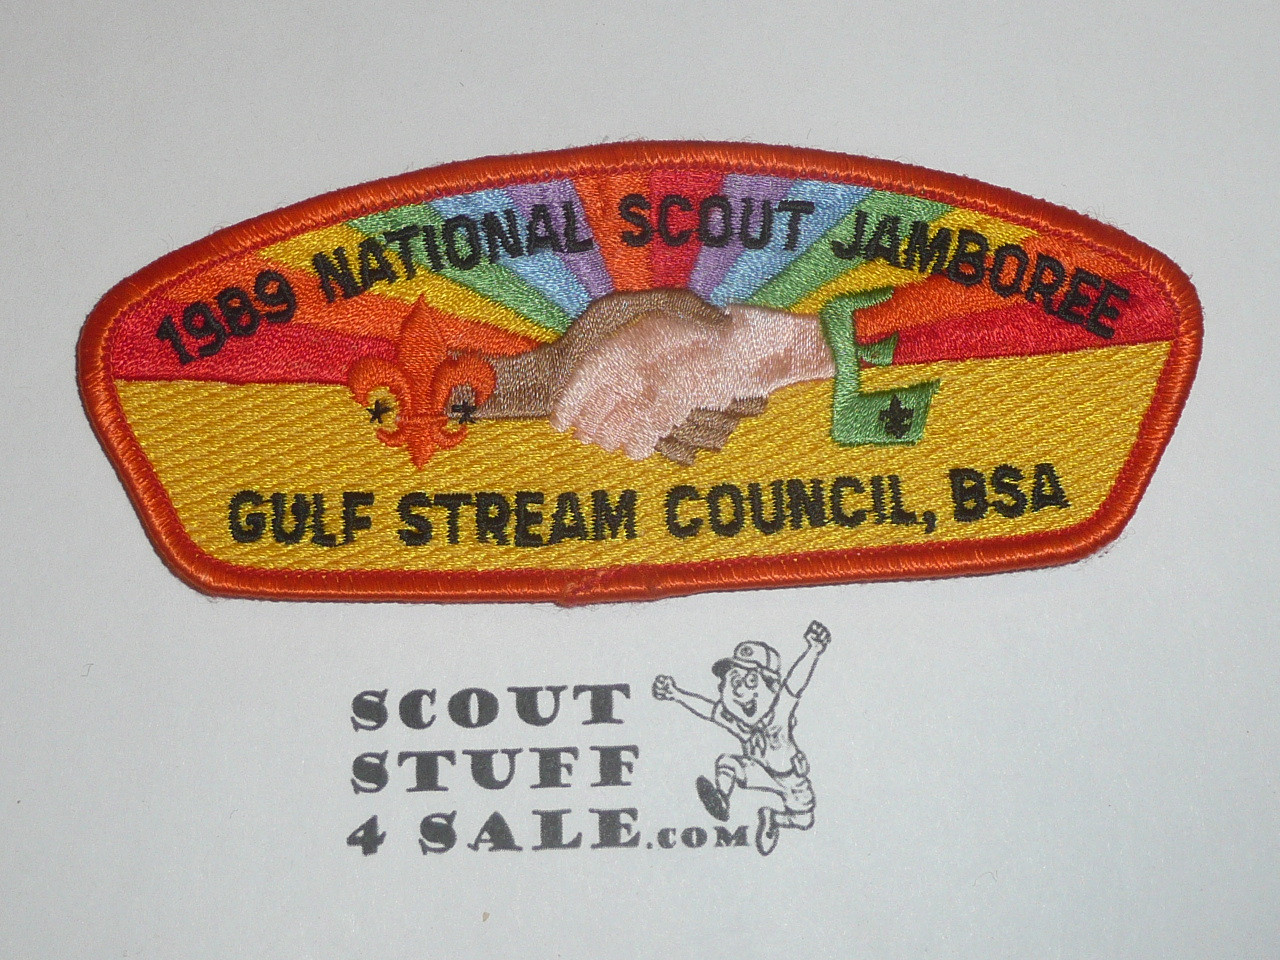 1989 NATIONAL SCOUT JAMBOREE
GULF STREAM COUNCIL, BSA
SCOUT
STUFF
4 SALE.COM